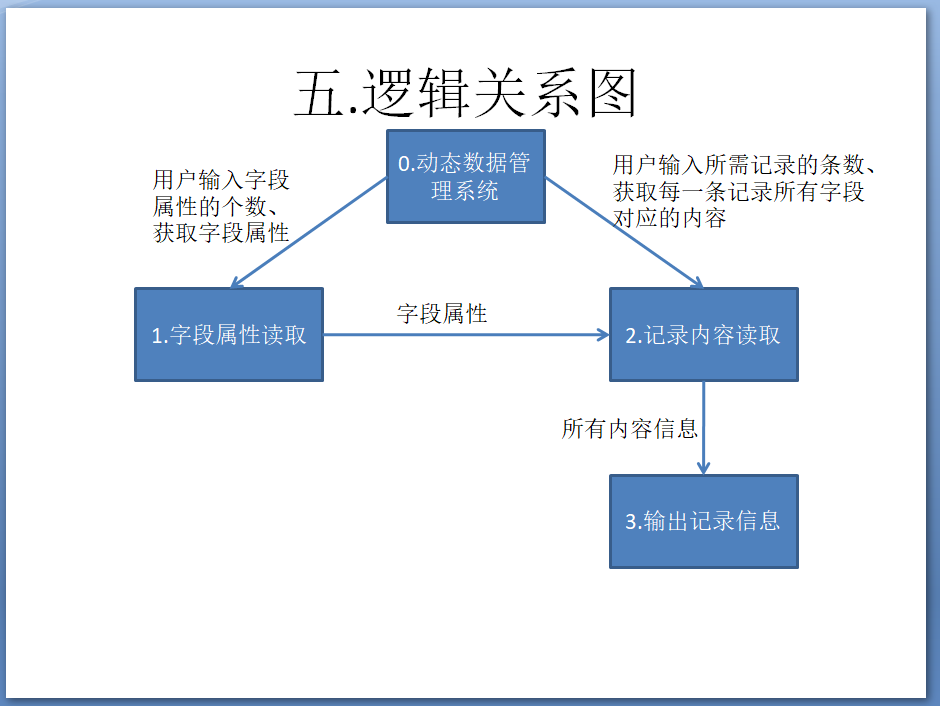 五.逻辑关系图
0.动态数据管
理系统
用户输入字段
属性的个数、
获取字段属性
用户输入所需记录的条数、
获取每一条记录所有字段
对应的内容
1.字段属性读取
字段属性
2.记录内容读取
所有内容信息
3.输出记录信息